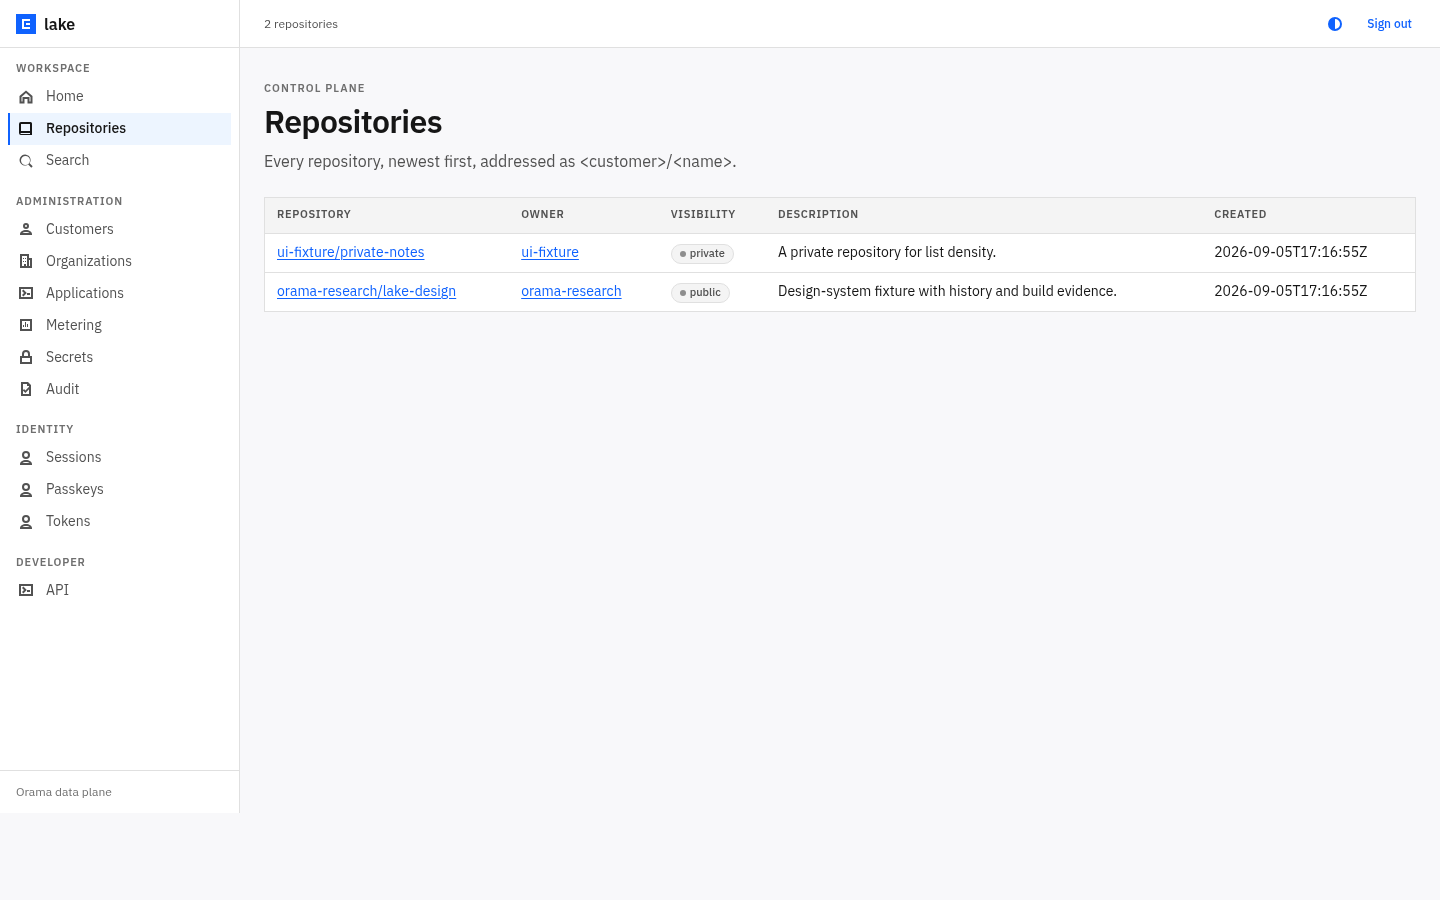 lake
2 repositories
Sign out
WORKSPACE
Home
Repositories
Search
ADMINISTRATION
Customers
Organizations
Applications
Metering
Secrets
Audit
IDENTITY
Sessions
Passkeys
Tokens
DEVELOPER
API
Orama data plane
CONTROL PLANE
Repositories
Every repository, newest first, addressed as <customer>/<name>.
REPOSITORY OWNER VISIBILITY DESCRIPTION CREATED
ui-fixture/private-notes ui-fixture private A private repository for list density. 2026-09-05T17:16:55Z
orama-research/lake-design orama-research public Design-system fixture with history and build evidence. 2026-09-05T17:16:55Z